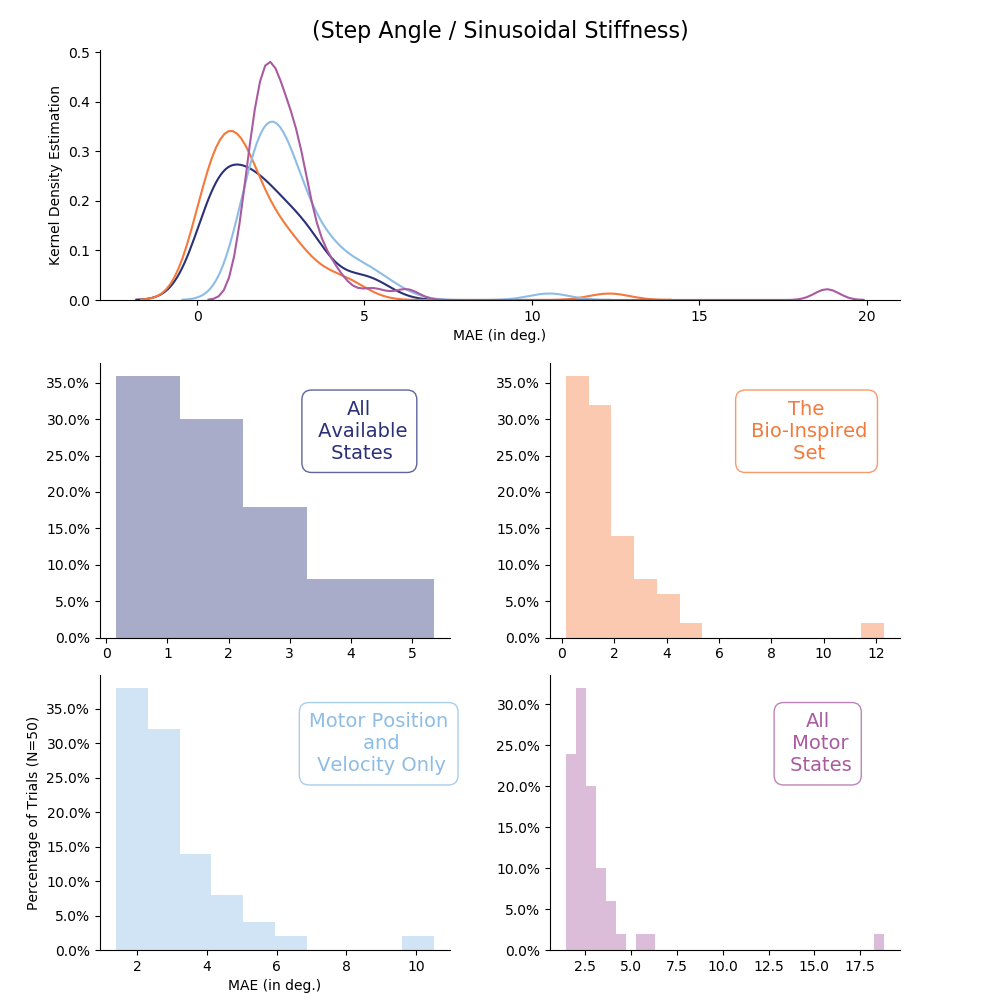 (Step Angle / Sinusoidal Stiffness)
Kernel Density Estimation
0.5
0.4
0.3
0.2
0.1
0.0
0 5 10 15 20
MAE (in deg.)
35.0%
30.0%
25.0%
20.0%
15.0%
10.0%
5.0%
0.0%
0 1 2 3 4 5
All
Available
States
35.0%
30.0%
25.0%
20.0%
15.0%
10.0%
5.0%
0.0%
0 2 4 6 8 10 12
The
Bio-Inspired
Set
Percentage of Trials (N=50)
35.0%
30.0%
25.0%
20.0%
15.0%
10.0%
5.0%
0.0%
2 4 6 8 10
MAE (in deg.)
Motor Position
and
Velocity Only
30.0%
25.0%
20.0%
15.0%
10.0%
5.0%
0.0%
2.5 5.0 7.5 10.0 12.5 15.0 17.5
All
Motor
States